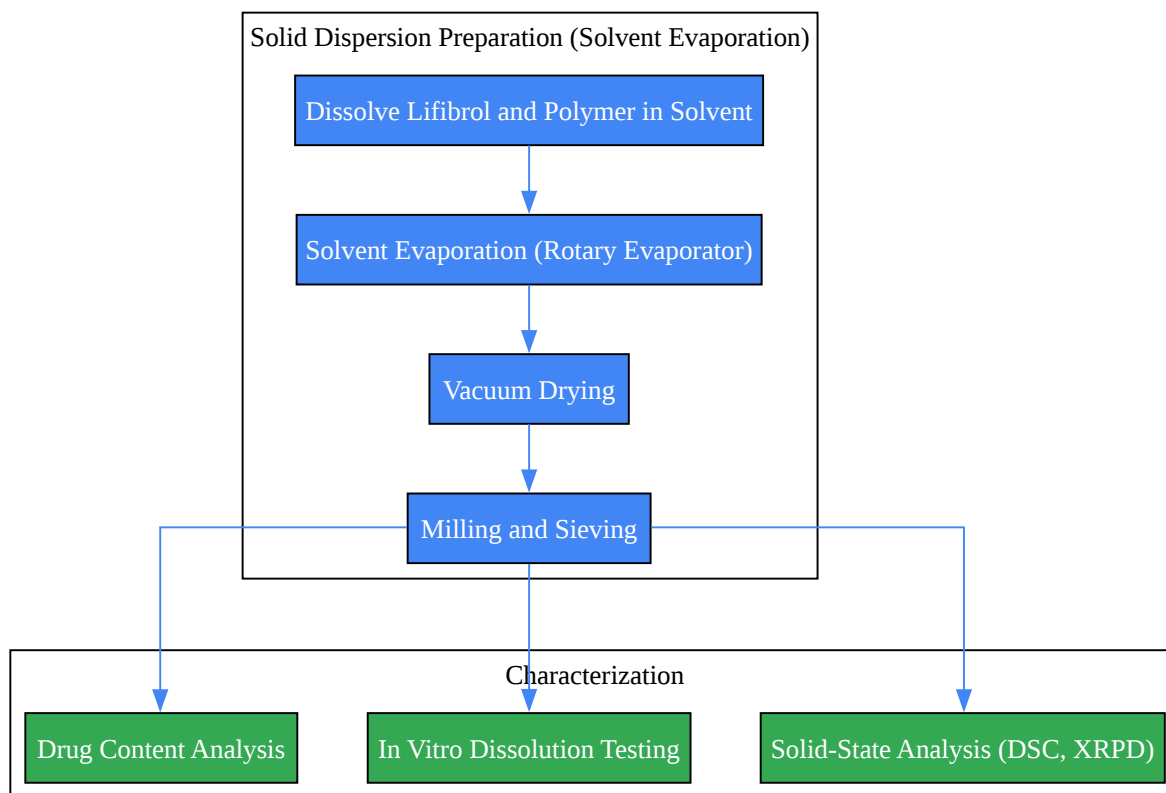 Solid Dispersion Preparation (Solvent Evaporation)
Dissolve Lifibrol and Polymer in Solvent
Solvent Evaporation (Rotary Evaporator)
Vacuum Drying
Milling and Sieving
Characterization
Drug Content Analysis
In Vitro Dissolution Testing
Solid-State Analysis (DSC, XRPD)